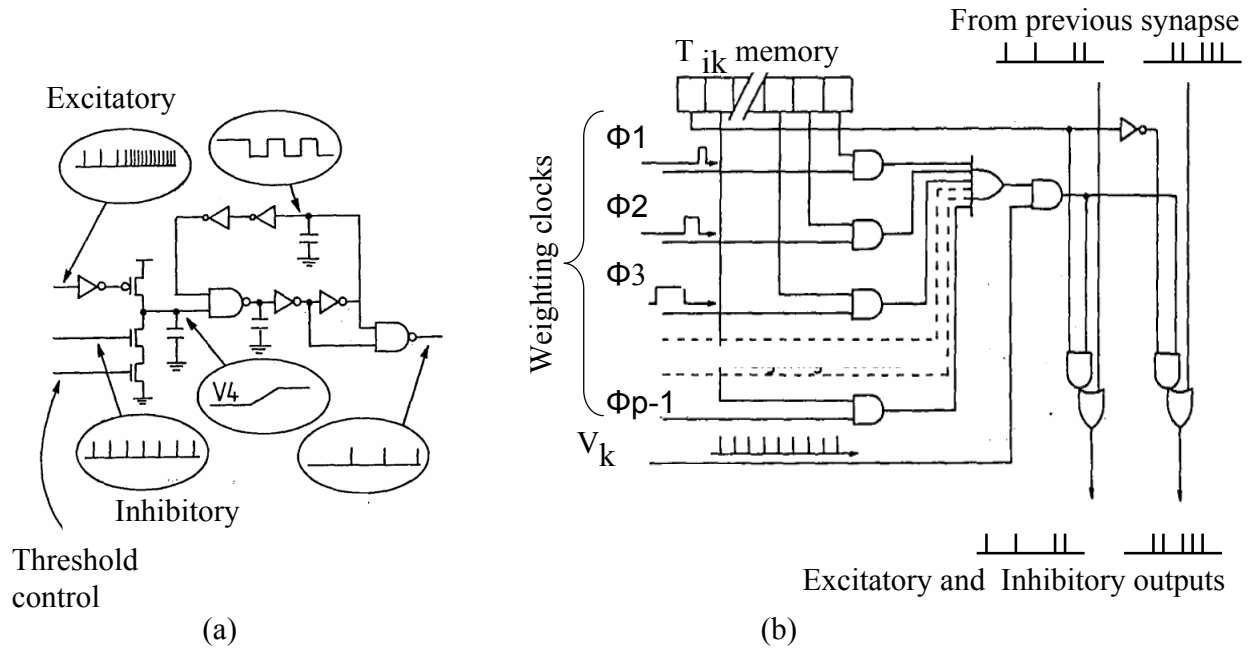 Excitatory
V4
Inhibitory
Threshold
control
(a)
From previous synapse
T ik memory
Weighting clocks
Φ1
Φ2
Φ3
Φp-1
Vk
Excitatory and Inhibitory outputs
(b)